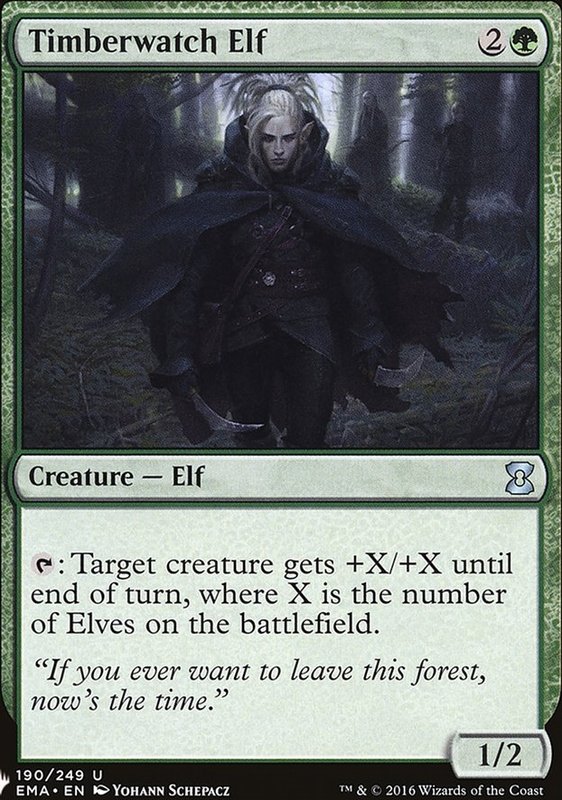 Timberwatch Elf 2
Creature — Elf
: Target creature gets +X/+X until
end of turn, where X is the number
of Elves on the battlefield.
“If you ever want to leave this forest,
now’s the time.”
1/2
190/249 U
EMA • EN Yohann Schepacz
™ & © 2016 Wizards of the Coast